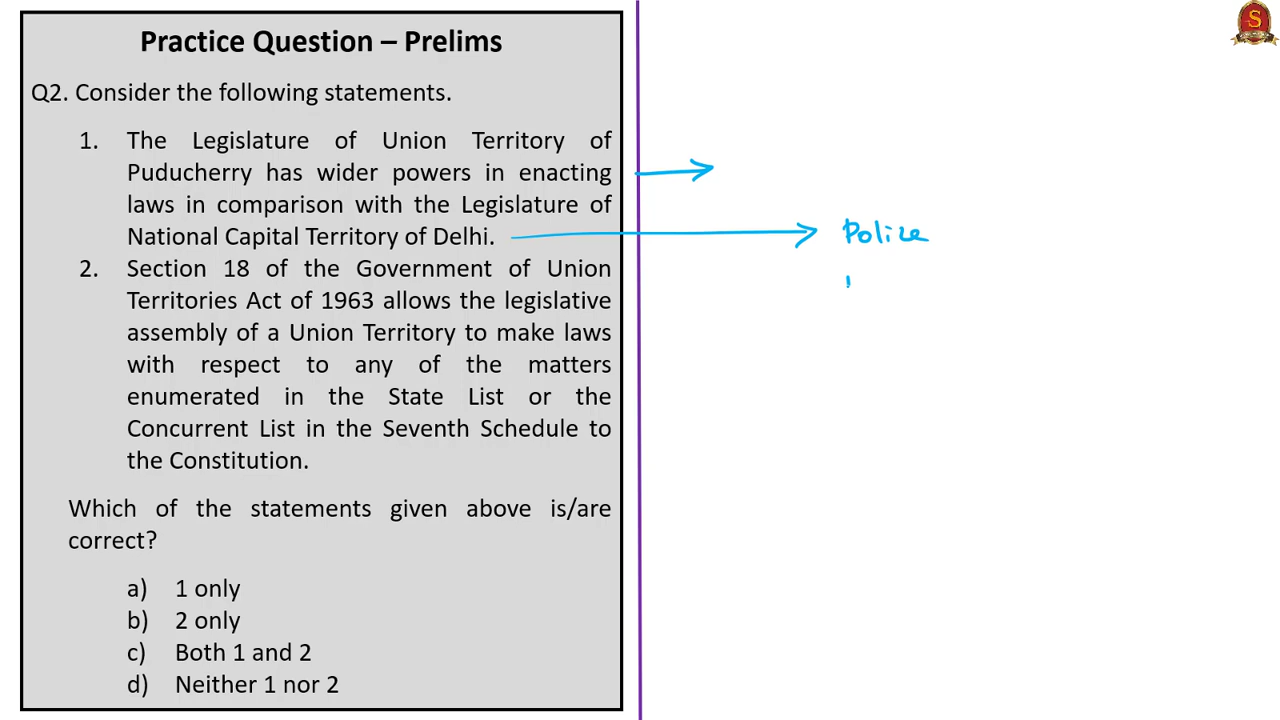 Practice Question – Prelims
Q2. Consider the following statements.
1. The Legislature of Union Territory of
Puducherry has wider powers in enacting
laws in comparison with the Legislature of
National Capital Territory of Delhi.
2. Section 18 of the Government of Union
Territories Act of 1963 allows the legislative
assembly of a Union Territory to make laws
with respect to any of the matters
enumerated in the State List or the
Concurrent List in the Seventh Schedule to
the Constitution.
Which of the statements given above is/are
correct?
a) 1 only
b) 2 only
c) Both 1 and 2
d) Neither 1 nor 2
Police
S